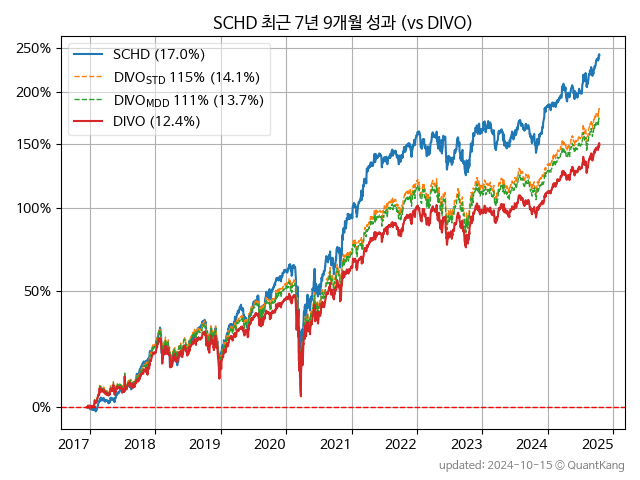 SCHD 최근 7년 9개월 성과 (vs DIVO)
250%
200%
150%
100%
50%
0%
SCHD (17.0%)
DIVO_STD 115% (14.1%)
DIVO_MDD 111% (13.7%)
DIVO (12.4%)
2017 2018 2019 2020 2021 2022 2023 2024 2025
updated: 2024-10-15 © QuantKang